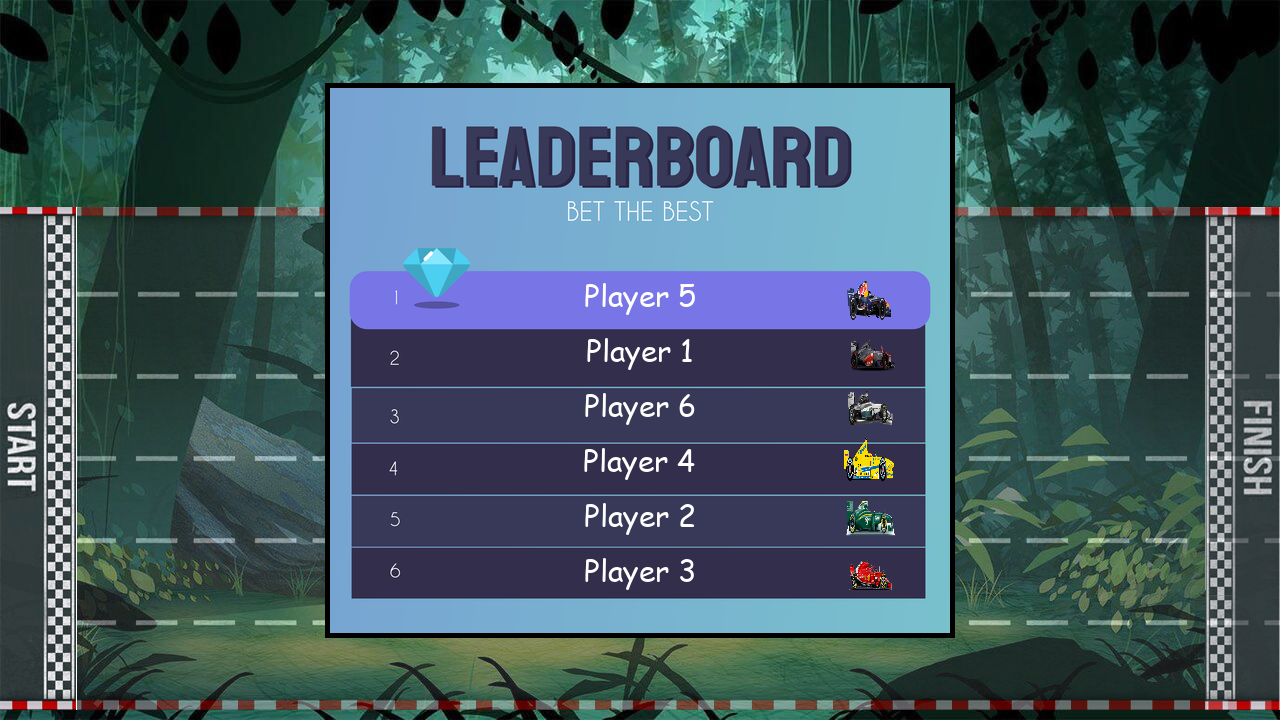 LEADERBOARD
BET THE BEST
1 Player 5
2 Player 1
3 Player 6
4 Player 4
5 Player 2
6 Player 3
START
FINISH